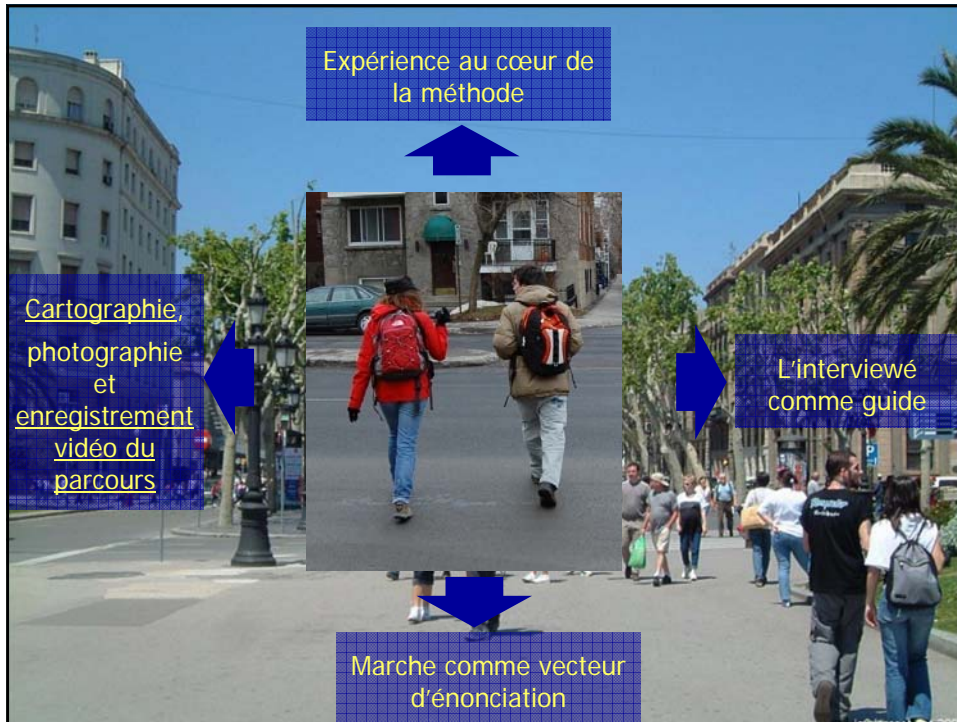 Expérience au cœur de
la méthode
Cartographie,
photographie
et
enregistrement
vidéo du
parcours
L'interviewé
comme guide
P
Marche comme vecteur
d'énonciation